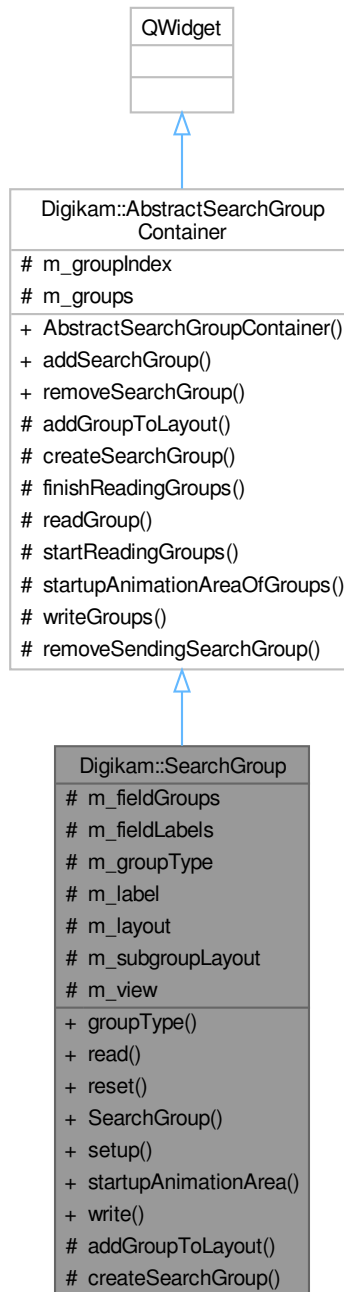 QWidget
Digikam::AbstractSearchGroup
Container
# m_groupIndex
# m_groups
+ AbstractSearchGroupContainer()
+ addSearchGroup()
+ removeSearchGroup()
# addGroupToLayout()
# createSearchGroup()
# finishReadingGroups()
# readGroup()
# startReadingGroups()
# startupAnimationAreaOfGroups()
# writeGroups()
# removeSendingSearchGroup()
Digikam::SearchGroup
# m_fieldGroups
# m_fieldLabels
# m_groupType
# m_label
# m_layout
# m_subgroupLayout
# m_view
+ groupType()
+ read()
+ reset()
+ SearchGroup()
+ setup()
+ startupAnimationArea()
+ write()
# addGroupToLayout()
# createSearchGroup()